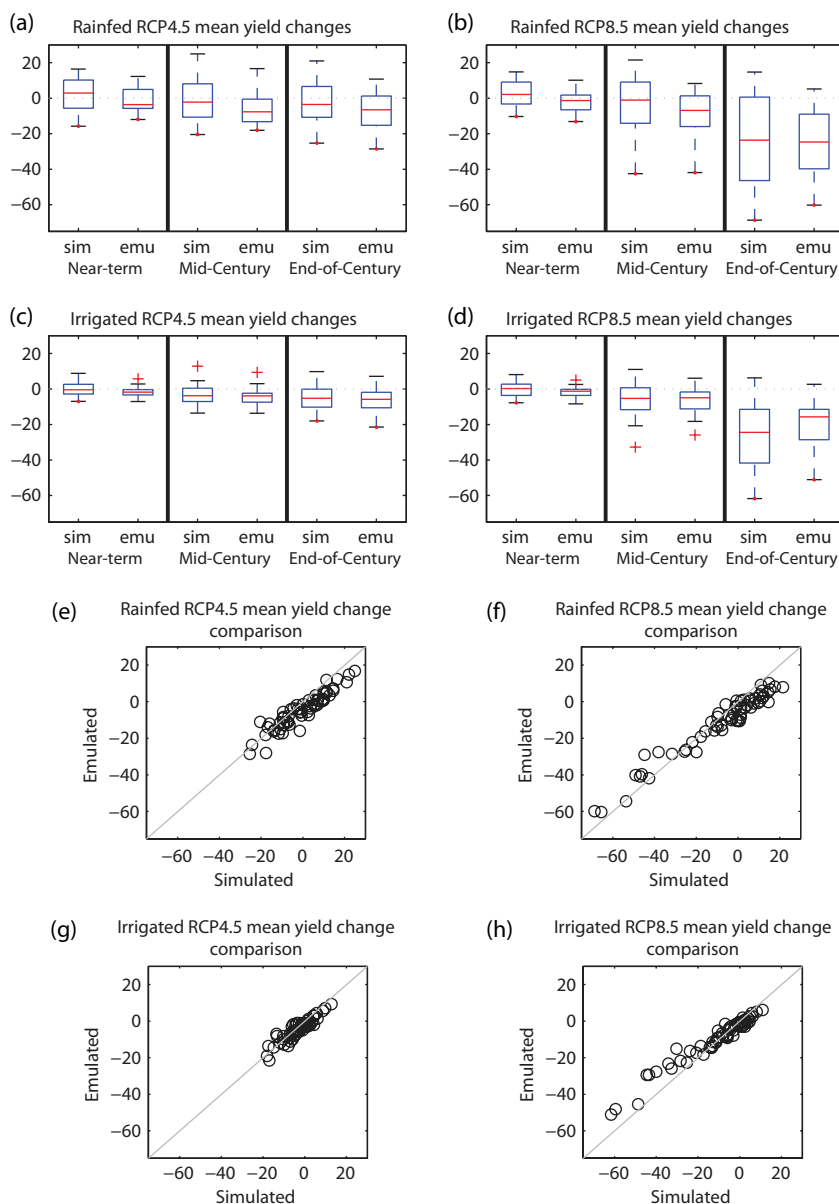 (a) Rainfed RCP4.5 mean yield changes
20
0
−20
−40
−60
sim emu sim emu sim emu
Near-term Mid-Century End-of-Century
(b) Rainfed RCP8.5 mean yield changes
20
0
−20
−40
−60
sim emu sim emu sim emu
Near-term Mid-Century End-of-Century
(c) Irrigated RCP4.5 mean yield changes
20
0
−20
−40
−60
sim emu sim emu sim emu
Near-term Mid-Century End-of-Century
(d) Irrigated RCP8.5 mean yield changes
20
0
−20
−40
−60
sim emu sim emu sim emu
Near-term Mid-Century End-of-Century
(e) Rainfed RCP4.5 mean yield change
comparison
20
0
−20
−40
−60
Emulated
−60 −40 −20 0 20
Simulated
(f) Rainfed RCP8.5 mean yield change
comparison
20
0
−20
−40
−60
Emulated
−60 −40 −20 0 20
Simulated
(g) Irrigated RCP4.5 mean yield change
comparison
20
0
−20
−40
−60
Emulated
−60 −40 −20 0 20
Simulated
(h) Irrigated RCP8.5 mean yield change
comparison
20
0
−20
−40
−60
Emulated
−60 −40 −20 0 20
Simulated